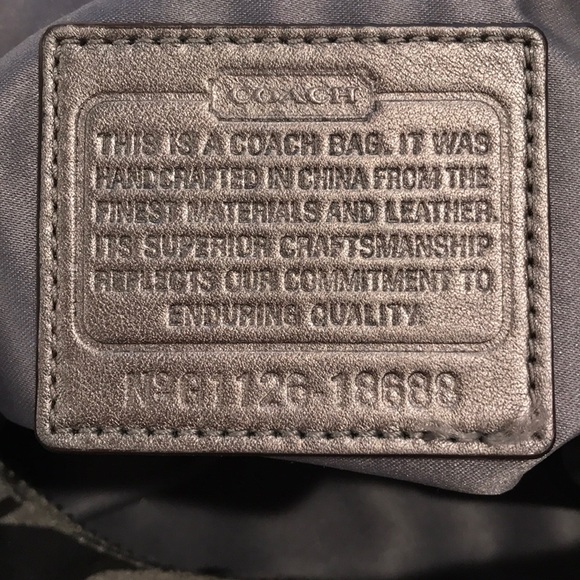 COACH
THIS IS A COACH BAG. IT WAS
HANDCRAFTED IN CHINA FROM THE
FINEST MATERIALS AND LEATHER.
ITS SUPERIOR CRAFTSMANSHIP
REFLECTS OUR COMMITMENT TO
ENDURING QUALITY.
Nº G1126-18688